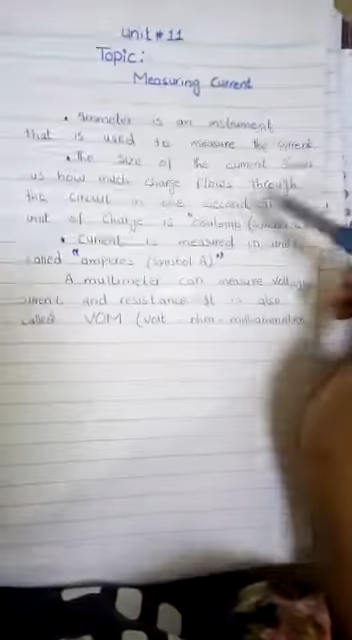 Unit # 11
Topic:
Measuring Current
• Ammeter is an instrument
that is used to measure the current.
• The size of the current
us how much charge flows through
the circuit in one second
unit of charge is "coulomb
• Current is measured in unit
called "amperes (symbol A)"
A multimeter can measure
and resistance It is also
called VOM (volt ohm milliammeter